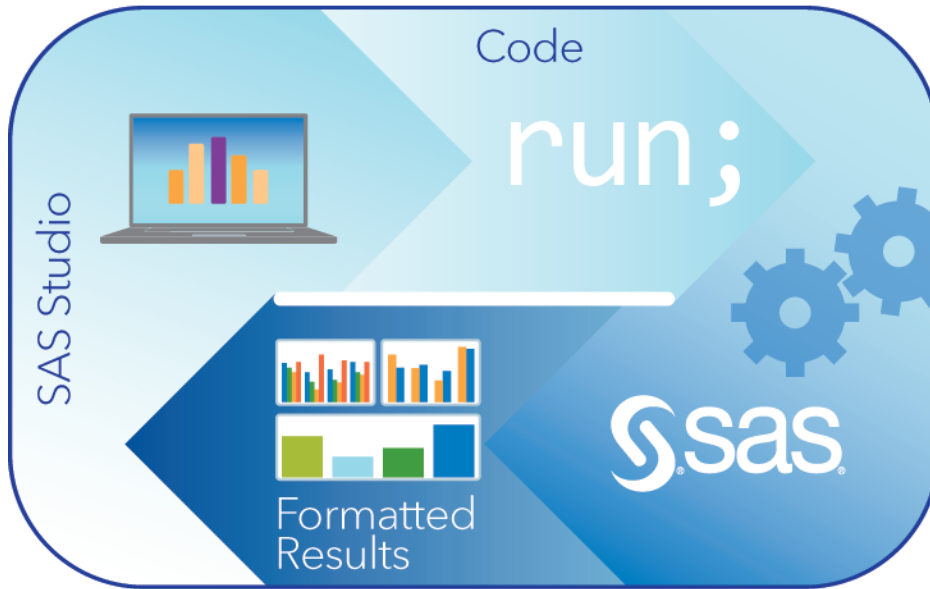 Code
run;
SAS Studio
sas
Formatted
Results